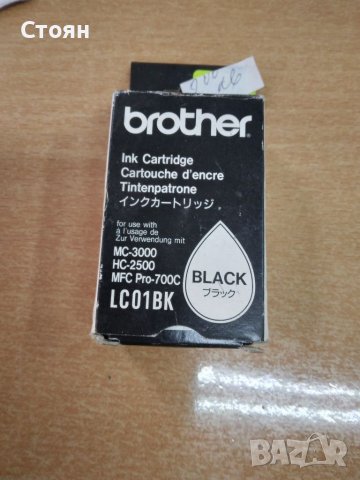 Стоян
brother
Ink Cartridge
Cartouche d'encre
Tintenpatrone
インクカートリッジ
for use with
à l'usage de
Zur Verwendung mit
MC-3000
HC-2500
MFC Pro-700C
LC01BK
BLACK
ブラック
BAZAR